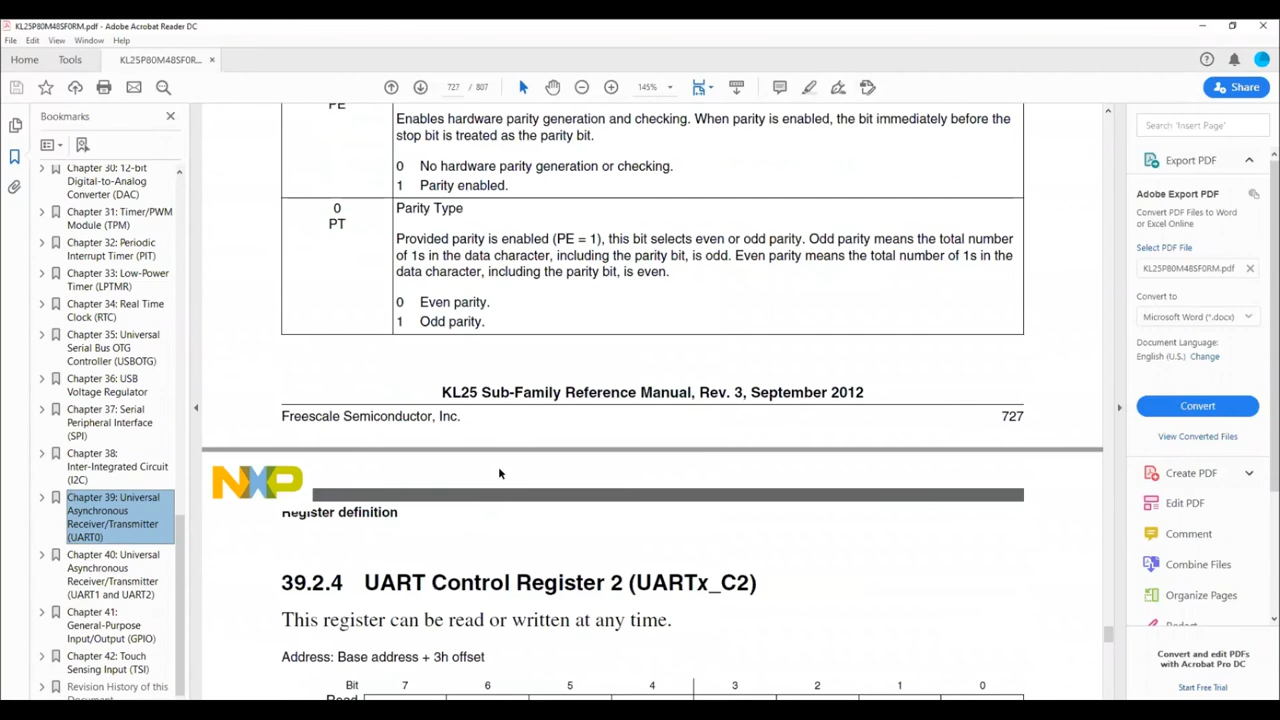 KL25P80M48SF0RM.pdf - Adobe Acrobat Reader DC
File Edit View Window Help
Home Tools KL25P80M48SF0R... ×
727 / 807 145% Share
Bookmarks
Chapter 30: 12-bit
Digital-to-Analog
Converter (DAC)
Chapter 31: Timer/PWM
Module (TPM)
Chapter 32: Periodic
Interrupt Timer (PIT)
Chapter 33: Low-Power
Timer (LPTMR)
Chapter 34: Real Time
Clock (RTC)
Chapter 35: Universal
Serial Bus OTG
Controller (USBOTG)
Chapter 36: USB
Voltage Regulator
Chapter 37: Serial
Peripheral Interface
(SPI)
Chapter 38:
Inter-Integrated Circuit
(I2C)
Chapter 39: Universal
Asynchronous
Receiver/Transmitter
(UART0)
Chapter 40: Universal
Asynchronous
Receiver/Transmitter
(UART1 and UART2)
Chapter 41:
General-Purpose
Input/Output (GPIO)
Chapter 42: Touch
Sensing Input (TSI)
Revision History of this
Document
PE
Enables hardware parity generation and checking. When parity is enabled, the bit immediately before the
stop bit is treated as the parity bit.
0 No hardware parity generation or checking.
1 Parity enabled.
0
PT
Parity Type
Provided parity is enabled (PE = 1), this bit selects even or odd parity. Odd parity means the total number
of 1s in the data character, including the parity bit, is odd. Even parity means the total number of 1s in the
data character, including the parity bit, is even.
0 Even parity.
1 Odd parity.
KL25 Sub-Family Reference Manual, Rev. 3, September 2012
Freescale Semiconductor, Inc. 727
NXP
Register definition
39.2.4 UART Control Register 2 (UARTx_C2)
This register can be read or written at any time.
Address: Base address + 3h offset
Bit 7 6 5 4 3 2 1 0
Read
Search 'Insert Page'
Export PDF
Adobe Export PDF
Convert PDF Files to Word
or Excel Online
Select PDF File
KL25P80M48SF0RM.pdf ×
Convert to
Microsoft Word (*.docx)
Document Language:
English (U.S.) Change
Convert
View Converted Files
Create PDF
Edit PDF
Comment
Combine Files
Organize Pages
Redact
Convert and edit PDFs
with Acrobat Pro DC
Start Free Trial